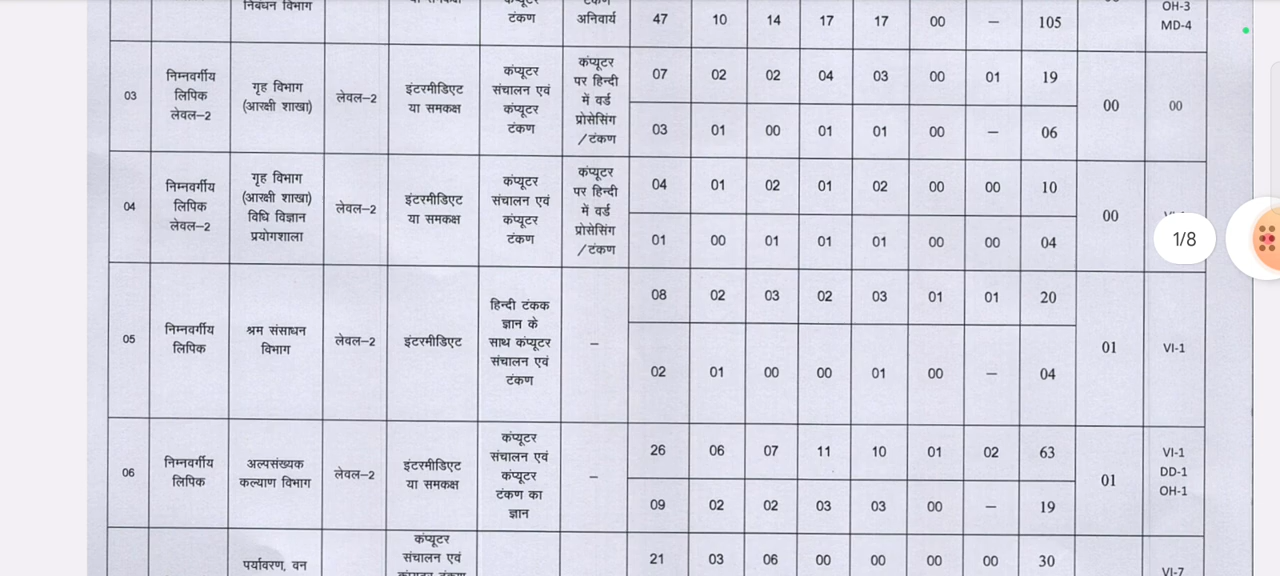 निबंधन विभाग
टंकण
अनिवार्य
47 10 14 17 17 00 – 105
OH-3
MD-4
03
निम्नवर्गीय
लिपिक
लेवल–2
गृह विभाग
(आरक्षी शाखा)
लेवल–2
इंटरमीडिएट
या समकक्ष
कंप्यूटर
संचालन एवं
कंप्यूटर
टंकण
कंप्यूटर
पर हिन्दी
में वर्ड
प्रोसेसिंग
/टंकण
07 02 02 04 03 00 01 19
03 01 00 01 01 00 – 06
00
00
04
निम्नवर्गीय
लिपिक
लेवल–2
गृह विभाग
(आरक्षी शाखा)
विधि विज्ञान
प्रयोगशाला
लेवल–2
इंटरमीडिएट
या समकक्ष
कंप्यूटर
संचालन एवं
कंप्यूटर
टंकण
कंप्यूटर
पर हिन्दी
में वर्ड
प्रोसेसिंग
/टंकण
04 01 02 01 02 00 00 10
01 00 01 01 01 00 00 04
00
1/8
05
निम्नवर्गीय
लिपिक
श्रम संसाधन
विभाग
लेवल–2
इंटरमीडिएट
हिन्दी टंकक
ज्ञान के
साथ कंप्यूटर
संचालन एवं
टंकण
–
08 02 03 02 03 01 01 20
02 01 00 00 01 00 – 04
01
VI-1
06
निम्नवर्गीय
लिपिक
अल्पसंख्यक
कल्याण विभाग
लेवल–2
इंटरमीडिएट
या समकक्ष
कंप्यूटर
संचालन एवं
कंप्यूटर
टंकण का
ज्ञान
–
26 06 07 11 10 01 02 63
09 02 02 03 03 00 – 19
01
VI-1
DD-1
OH-1
पर्यावरण, वन
कंप्यूटर
संचालन एवं
कंप्यूटर टंकण
21 03 06 00 00 00 00 30
VI-7